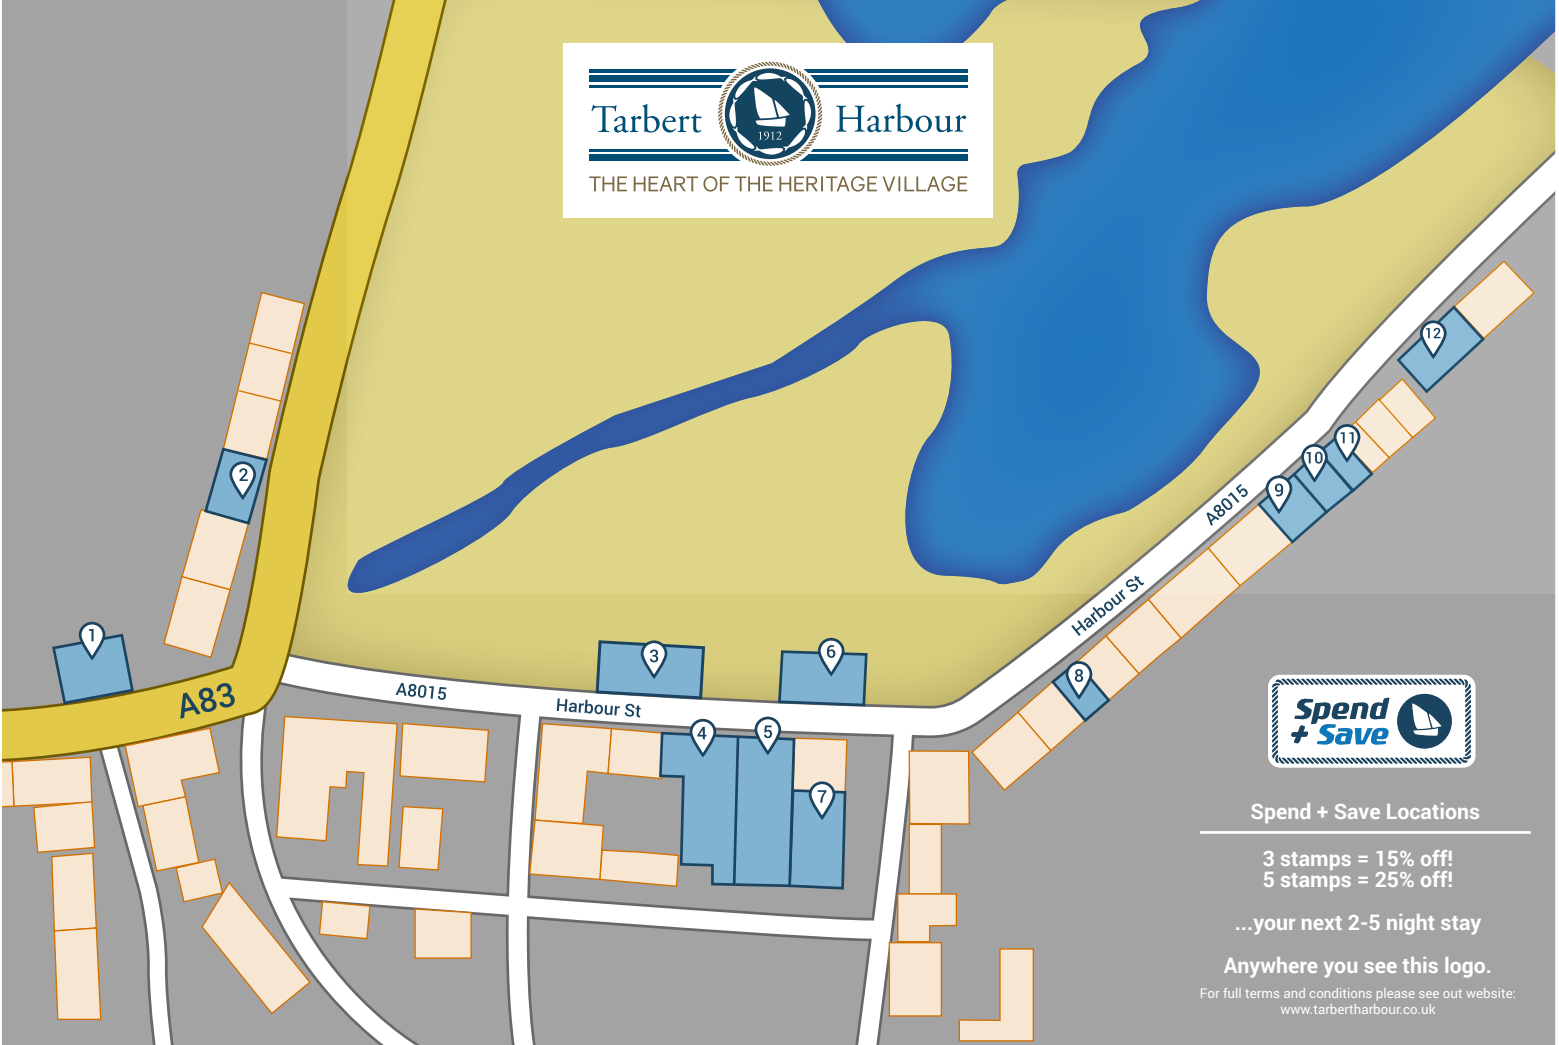 Tarbert Harbour
1912
THE HEART OF THE HERITAGE VILLAGE
12
11
10
9
2
A8015
Harbour St
1
3
6
8
A83
A8015
Harbour St
4
5
7
Spend
+ Save
Spend + Save Locations
3 stamps = 15% off!
5 stamps = 25% off!
...your next 2-5 night stay
Anywhere you see this logo.
For full terms and conditions please see out website:
www.tarbertharbour.co.uk